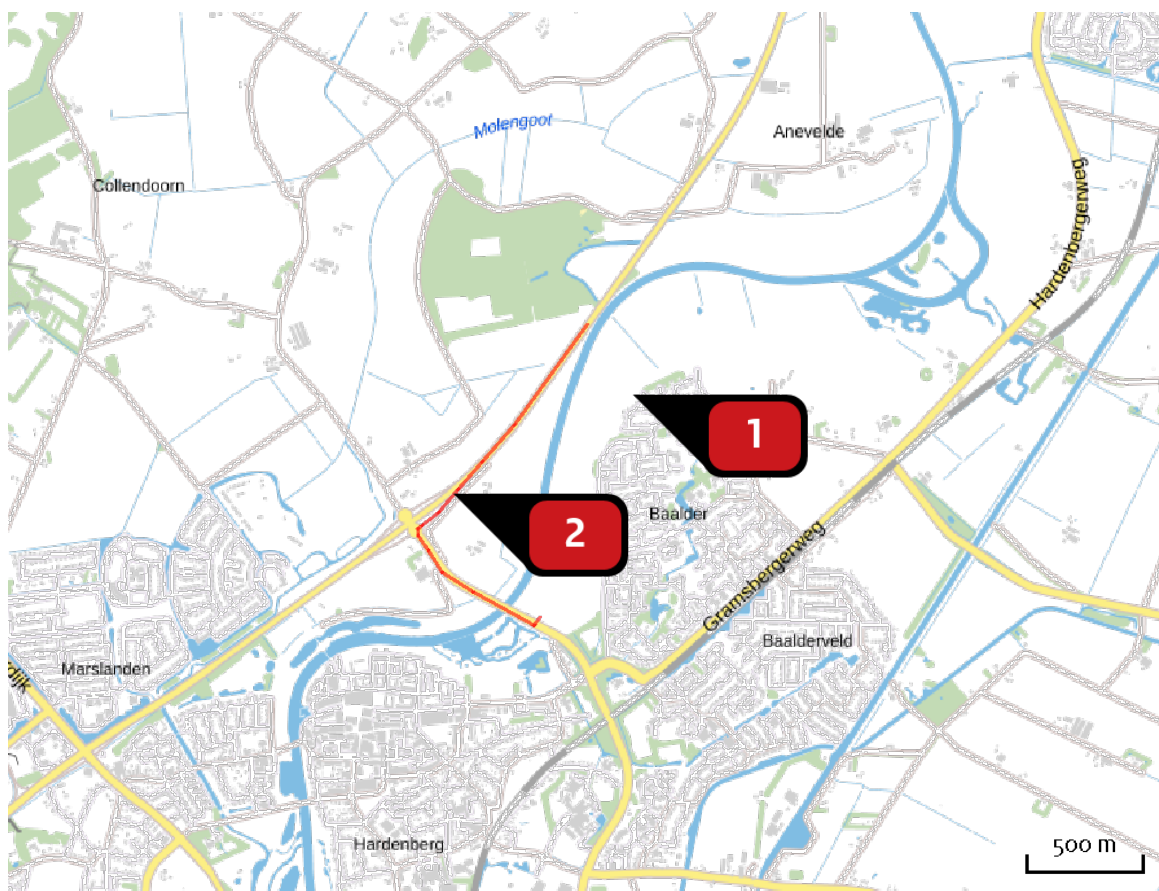 Molengoot
Anevelde
Collendoorn
Hardenbergerweg
1
2
Baalder
Gramsbergerweg
Baalderveld
Marslanden
Hardenberg
500 m